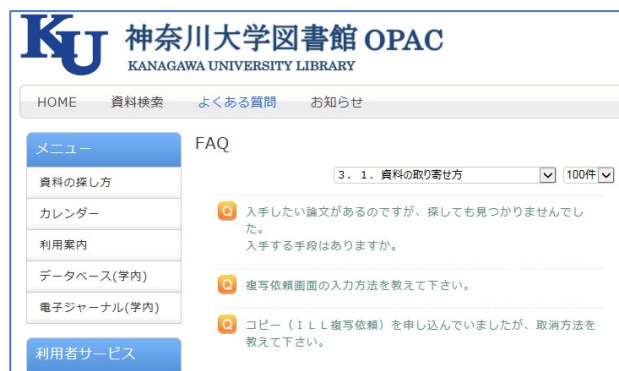 KU 神奈川大学図書館 OPAC
KANAGAWA UNIVERSITY LIBRARY
HOME 資料検索 よくある質問 お知らせ
メニュー
資料の探し方
カレンダー
利用案内
データベース(学内)
電子ジャーナル(学内)
利用者サービス
FAQ
3. 1. 資料の取り寄せ方 100件
Q 入手したい論文があるのですが、探しても見つかりませんでし
た。
入手する手段はありますか。
Q 複写依頼画面の入力方法を教えて下さい。
Q コピー（ＩＬＬ複写依頼）を申し込んでいましたが、取消方法を
教えて下さい。